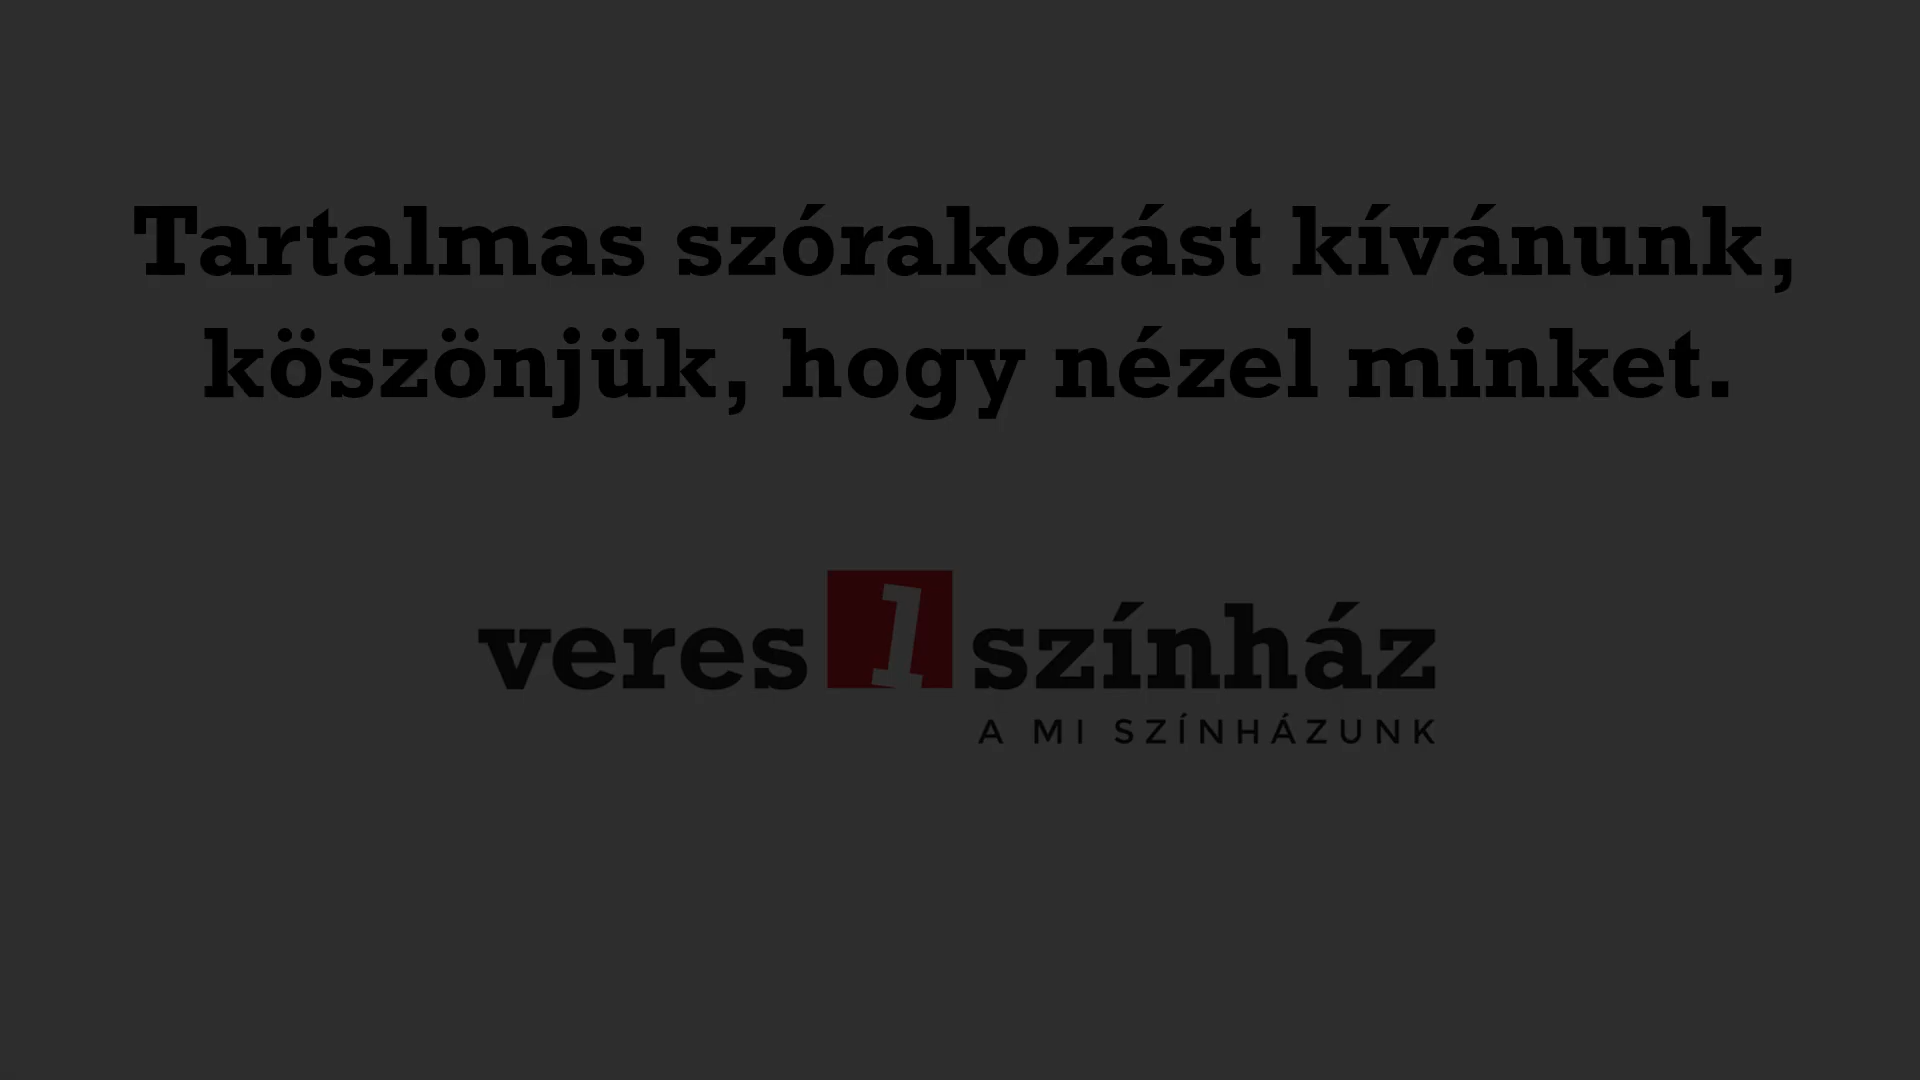 Tartalmas szórakozást kívánunk,
köszönjük, hogy nézel minket.
veres 1 színház
A MI SZÍNHÁZUNK